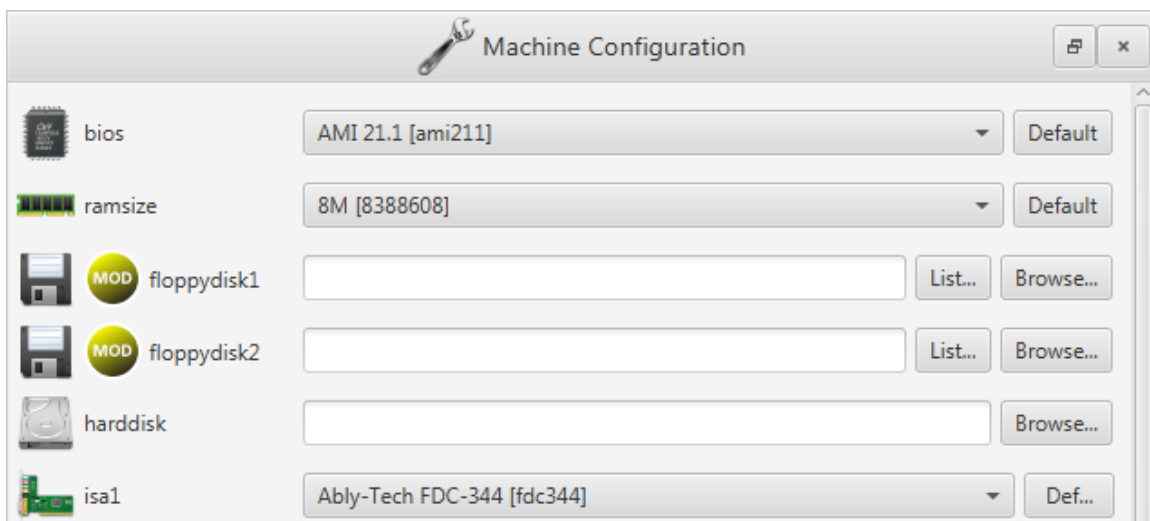 Machine Configuration
bios AMI 21.1 [ami211] Default
ramsize 8M [8388608] Default
MOD floppydisk1 List... Browse...
MOD floppydisk2 List... Browse...
harddisk Browse...
isa1 Ably-Tech FDC-344 [fdc344] Def...